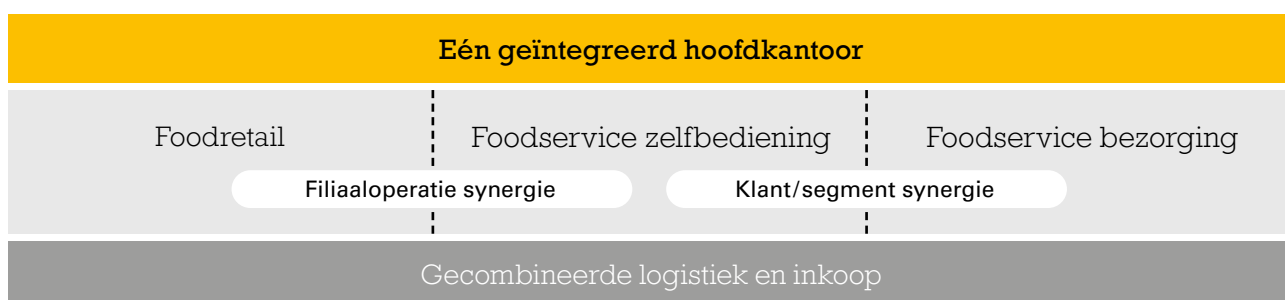 Eén geïntegreerd hoofdkantoor
Foodretail
Foodservice zelfbediening
Foodservice bezorging
Filiaaloperatie synergie
Klant/segment synergie
Gecombineerde logistiek en inkoop